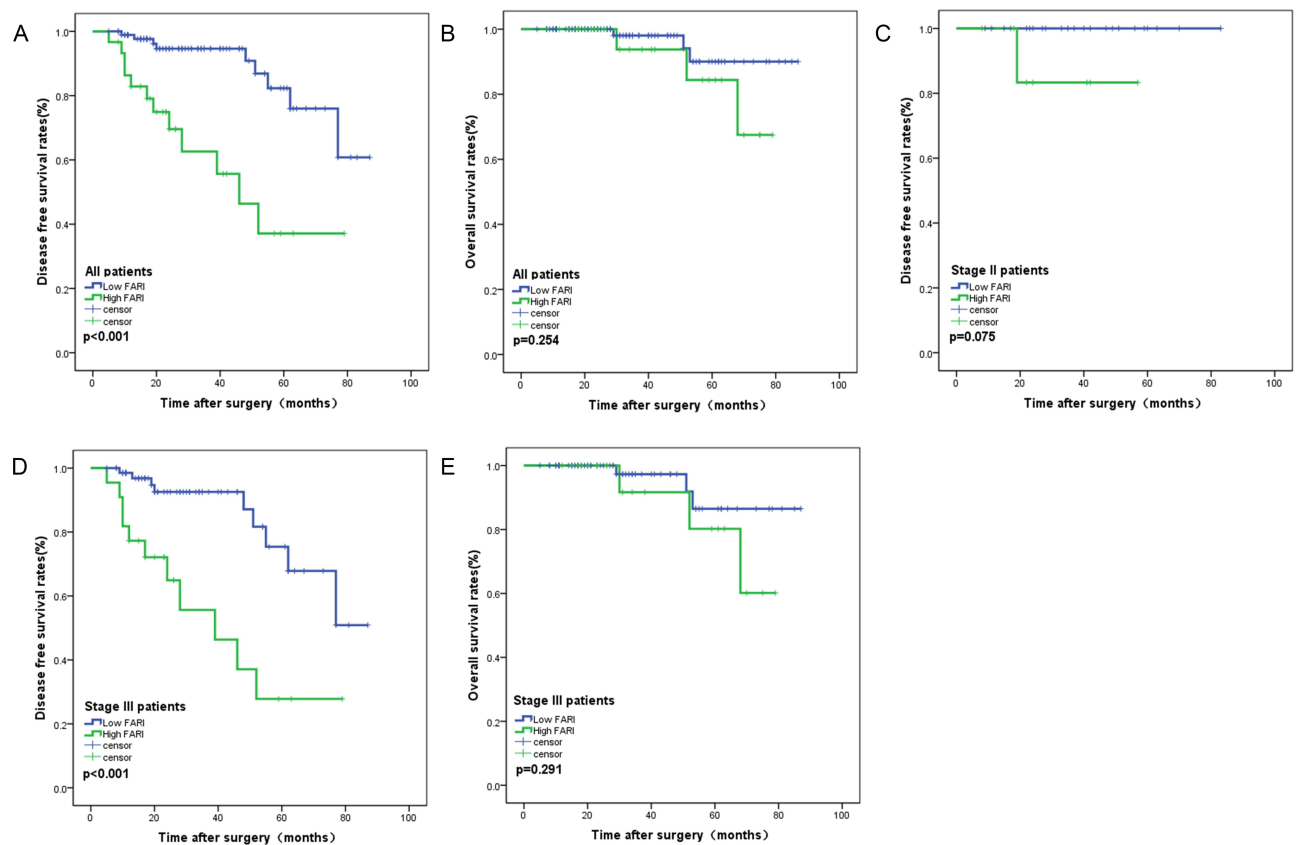 A
Disease free survival rates(%)
1.0
0.8
0.6
0.4
0.2
0.0
All patients
Low FARI
High FARI
censor
censor
p<0.001
0 20 40 60 80 100
Time after surgery（months）
B
Overall survival rates(%)
1.0
0.8
0.6
0.4
0.2
0.0
All patients
Low FARI
High FARI
censor
censor
p=0.254
0 20 40 60 80 100
Time after surgery（months）
C
Disease free survival rates(%)
1.0
0.8
0.6
0.4
0.2
0.0
Stage II patients
Low FARI
High FARI
censor
censor
p=0.075
0 20 40 60 80 100
Time after surgery（months）
D
Disease free survival rates(%)
1.0
0.8
0.6
0.4
0.2
0.0
Stage III patients
Low FARI
High FARI
censor
censor
p<0.001
0 20 40 60 80 100
Time after surgery（months）
E
Overall survival rates(%)
1.0
0.8
0.6
0.4
0.2
0.0
Stage III patients
Low FARI
High FARI
censor
censor
p=0.291
0 20 40 60 80 100
Time after surgery（months）